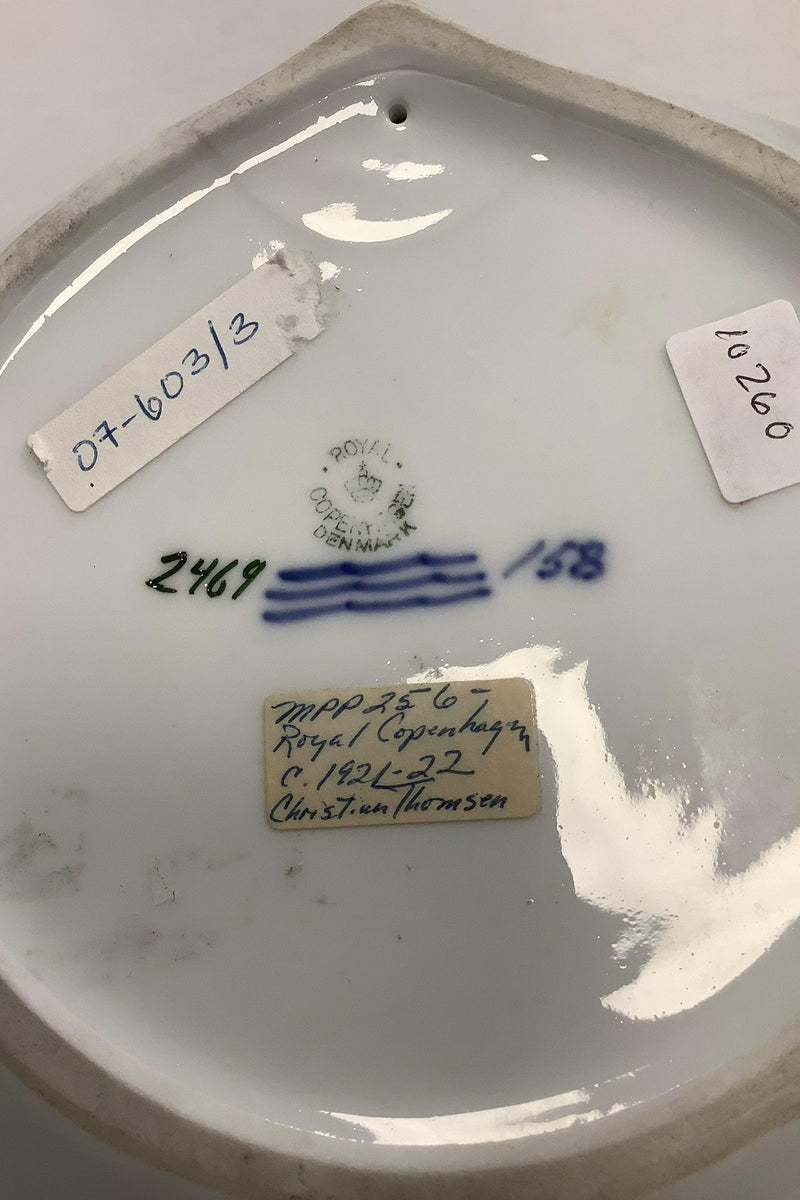 07-603/3
10260
ROYAL
COPENHAGEN
DENMARK
2469 158
MPP 256-
Royal Copenhagen
C. 1921-22
Christian Thomsen